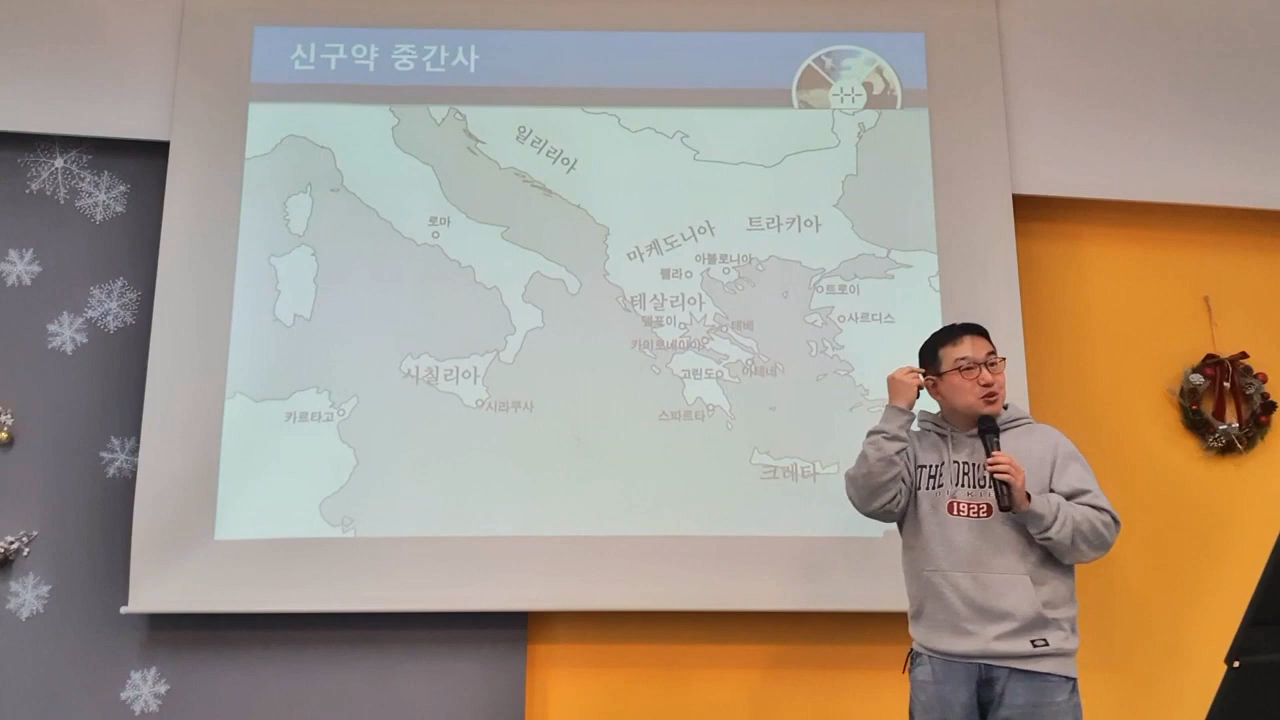 신구약 중간사
일리리아
로마
마케도니아
트라키아
아폴로니아
펠라
트로이
테살리아
사르디스
델포이
테베
카이로네이아
시칠리아
고린도
아테네
카르타고
시라쿠사
스파르타
크레타
THE ORIG
1922